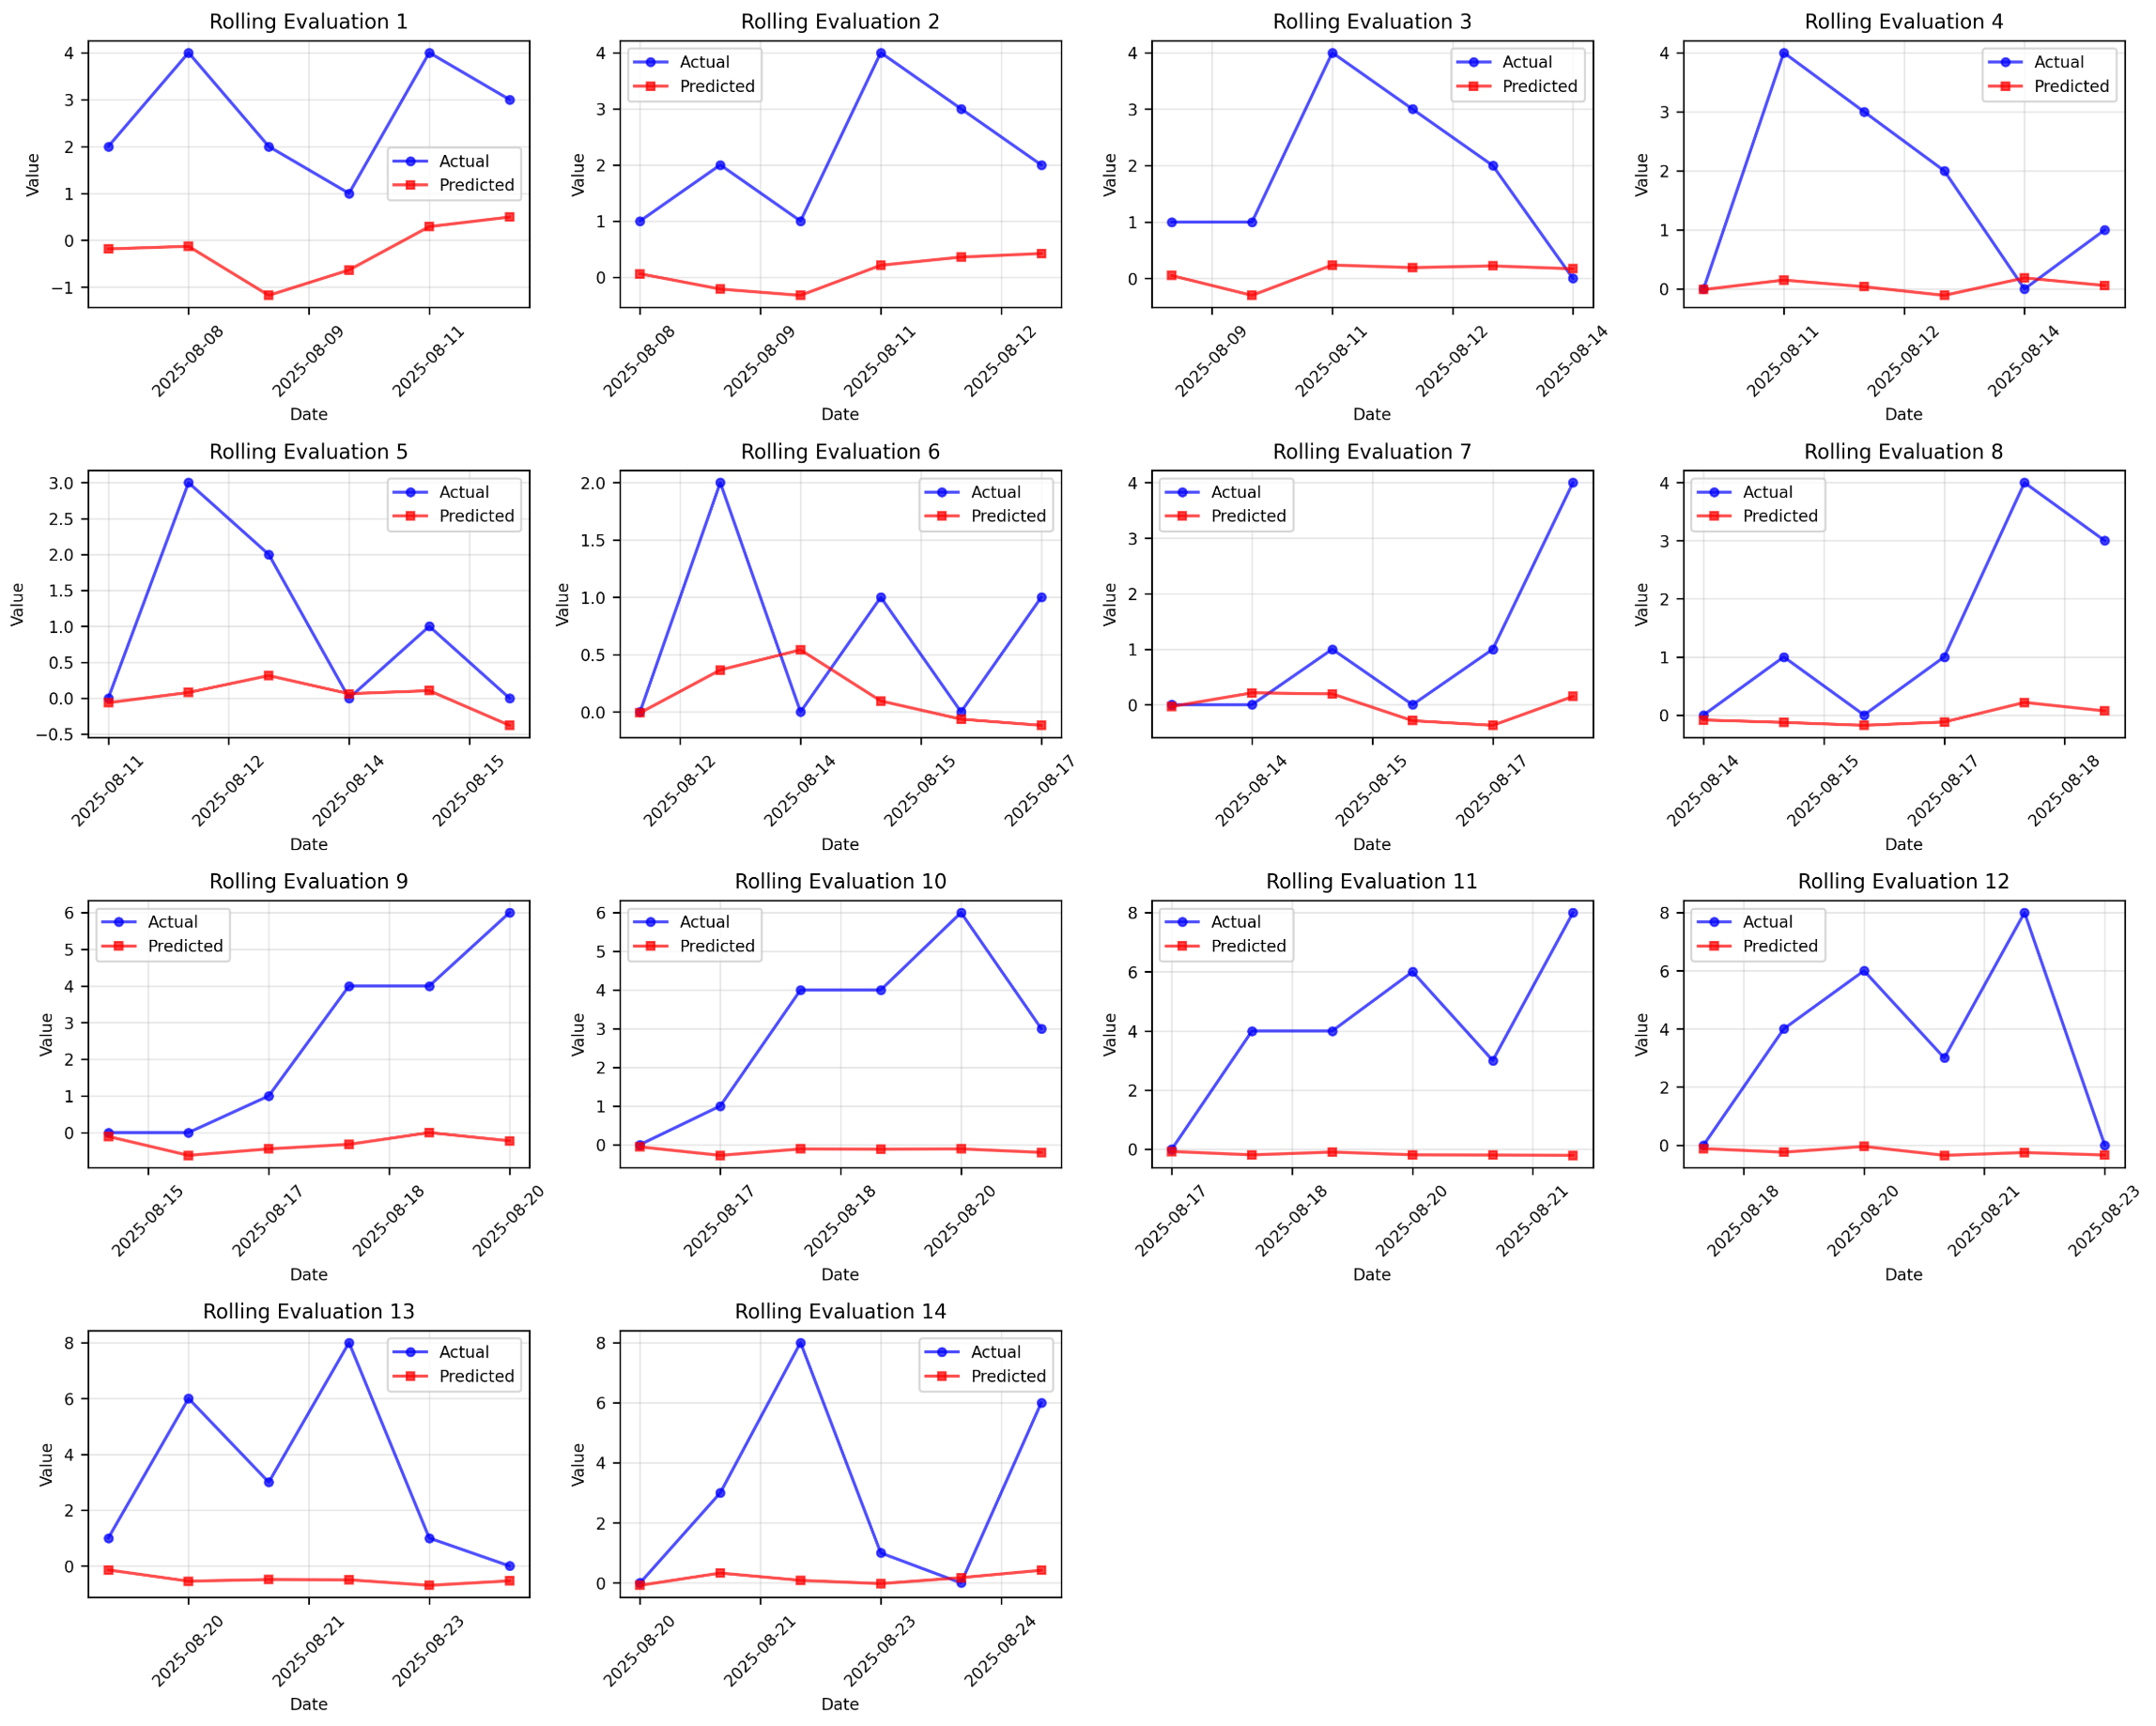 Rolling Evaluation 1
4
3
2
1
0
−1
Value
Actual
Predicted
2025-08-08
2025-08-09
2025-08-11
Date
Rolling Evaluation 2
4
3
2
1
0
Value
Actual
Predicted
2025-08-08
2025-08-09
2025-08-11
2025-08-12
Date
Rolling Evaluation 3
4
3
2
1
0
Value
Actual
Predicted
2025-08-09
2025-08-11
2025-08-12
2025-08-14
Date
Rolling Evaluation 4
4
3
2
1
0
Value
Actual
Predicted
2025-08-11
2025-08-12
2025-08-14
Date
Rolling Evaluation 5
3.0
2.5
2.0
1.5
1.0
0.5
0.0
−0.5
Value
Actual
Predicted
2025-08-11
2025-08-12
2025-08-14
2025-08-15
Date
Rolling Evaluation 6
2.0
1.5
1.0
0.5
0.0
Value
Actual
Predicted
2025-08-12
2025-08-14
2025-08-15
2025-08-17
Date
Rolling Evaluation 7
4
3
2
1
0
Value
Actual
Predicted
2025-08-14
2025-08-15
2025-08-17
Date
Rolling Evaluation 8
4
3
2
1
0
Value
Actual
Predicted
2025-08-14
2025-08-15
2025-08-17
2025-08-18
Date
Rolling Evaluation 9
6
5
4
3
2
1
0
Value
Actual
Predicted
2025-08-15
2025-08-17
2025-08-18
2025-08-20
Date
Rolling Evaluation 10
6
5
4
3
2
1
0
Value
Actual
Predicted
2025-08-17
2025-08-18
2025-08-20
Date
Rolling Evaluation 11
8
6
4
2
0
Value
Actual
Predicted
2025-08-17
2025-08-18
2025-08-20
2025-08-21
Date
Rolling Evaluation 12
8
6
4
2
0
Value
Actual
Predicted
2025-08-18
2025-08-20
2025-08-21
2025-08-23
Date
Rolling Evaluation 13
8
6
4
2
0
Value
Actual
Predicted
2025-08-20
2025-08-21
2025-08-23
Date
Rolling Evaluation 14
8
6
4
2
0
Value
Actual
Predicted
2025-08-20
2025-08-21
2025-08-23
2025-08-24
Date